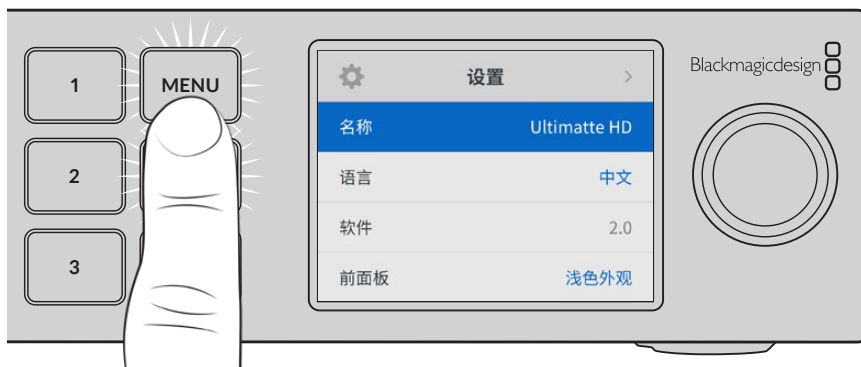 1
MENU
2
3
设置
名称 Ultimatte HD
语言 中文
软件 2.0
前面板 浅色外观
Blackmagicdesign